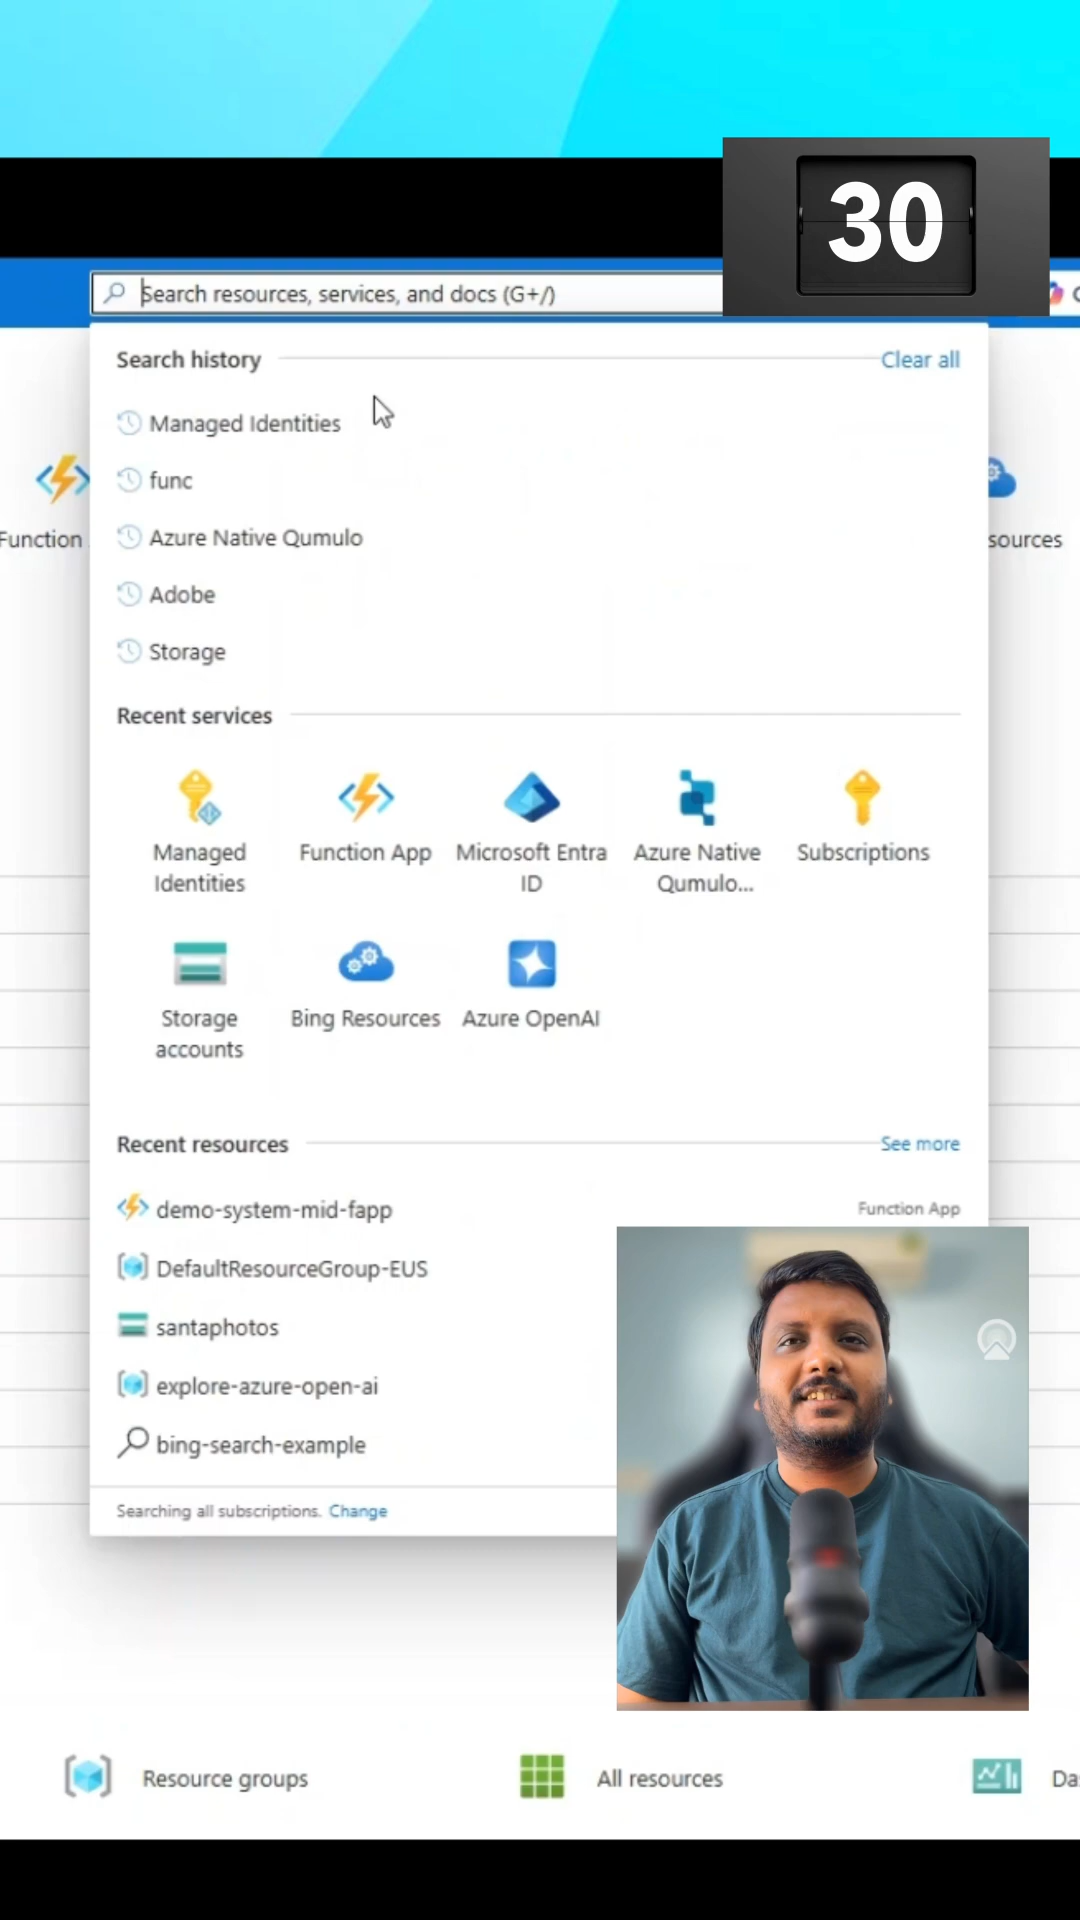 30
Search resources, services, and docs (G+/)
C
Search history
Clear all
Managed Identities
func
Azure Native Qumulo
Adobe
Storage
Function
sources
Recent services
Managed Identities
Function App
Microsoft Entra ID
Azure Native Qumulo...
Subscriptions
Storage accounts
Bing Resources
Azure OpenAI
Recent resources
See more
demo-system-mid-fapp
Function App
DefaultResourceGroup-EUS
santaphotos
explore-azure-open-ai
bing-search-example
Searching all subscriptions. Change
Resource groups
All resources
Da